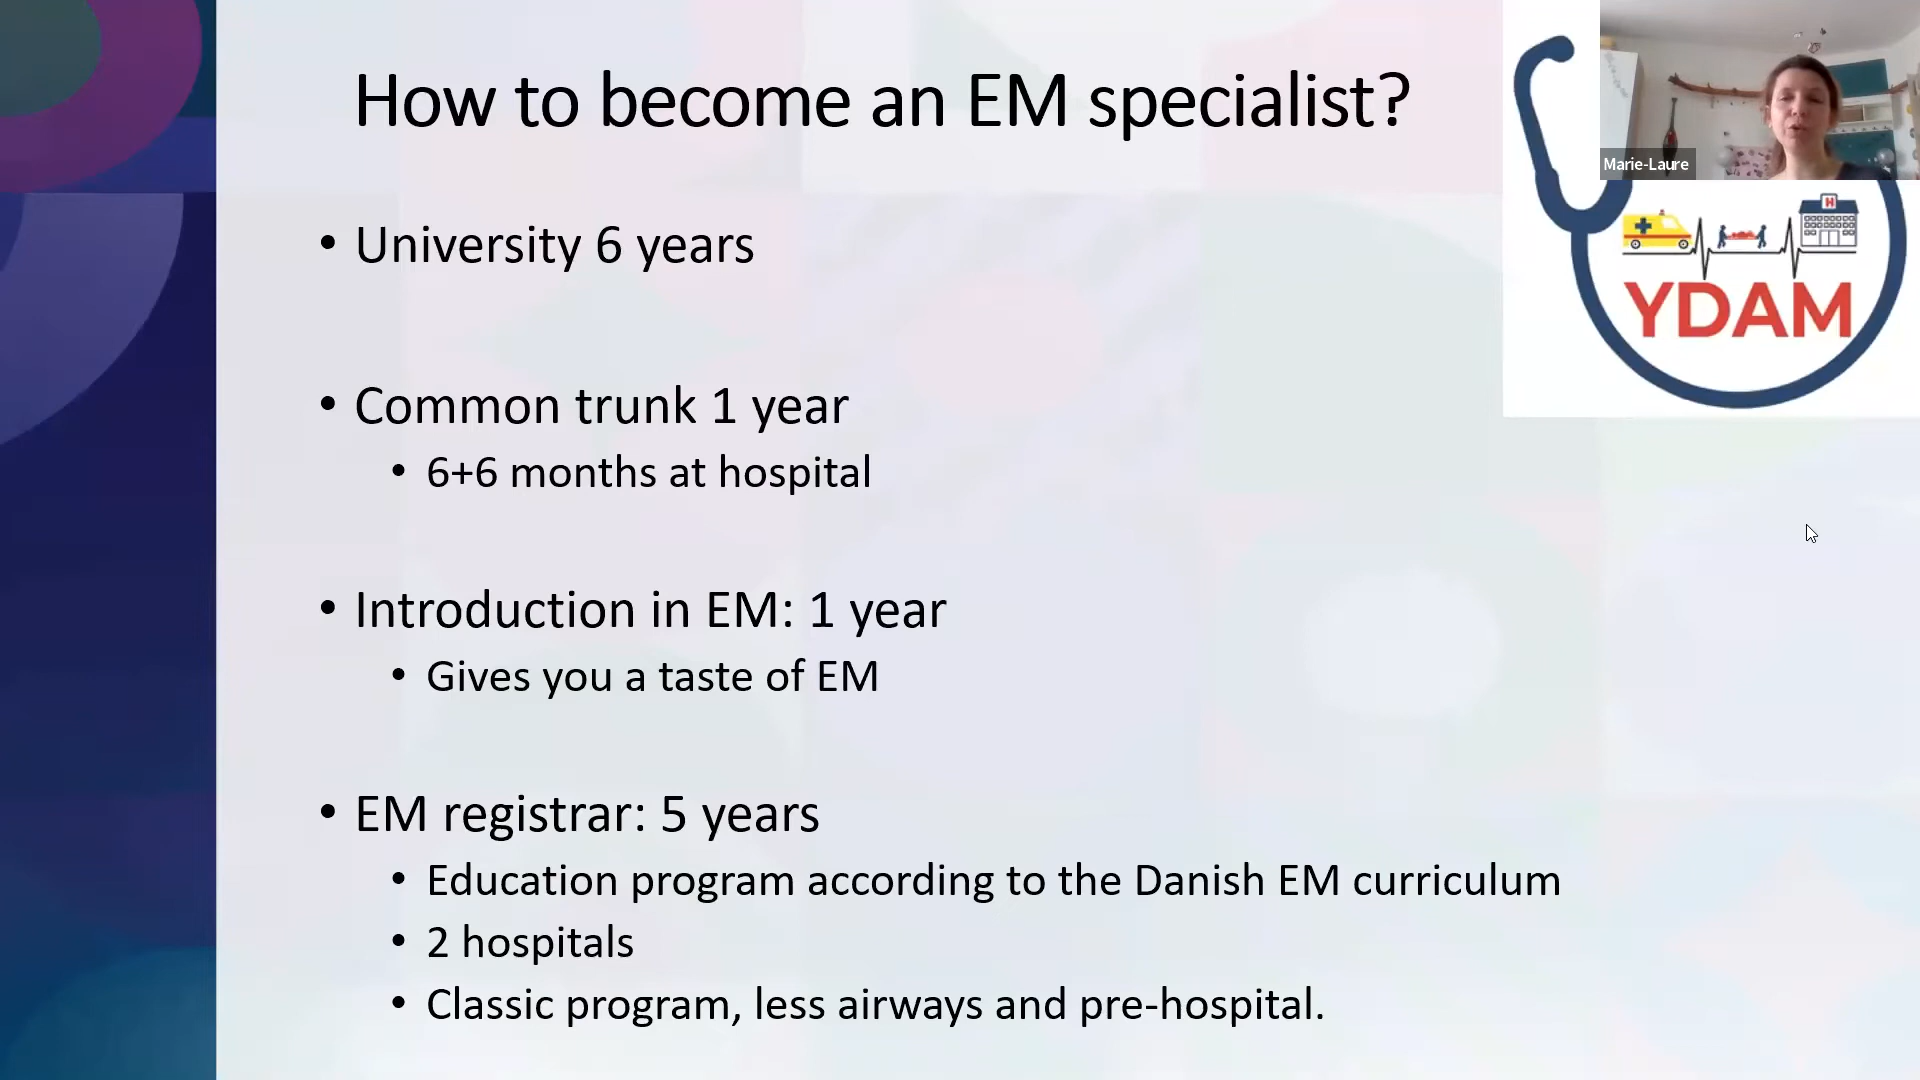 How to become an EM specialist?
Marie-Laure
H
YDAM
• University 6 years
• Common trunk 1 year
• 6+6 months at hospital
• Introduction in EM: 1 year
• Gives you a taste of EM
• EM registrar: 5 years
• Education program according to the Danish EM curriculum
• 2 hospitals
• Classic program, less airways and pre-hospital.